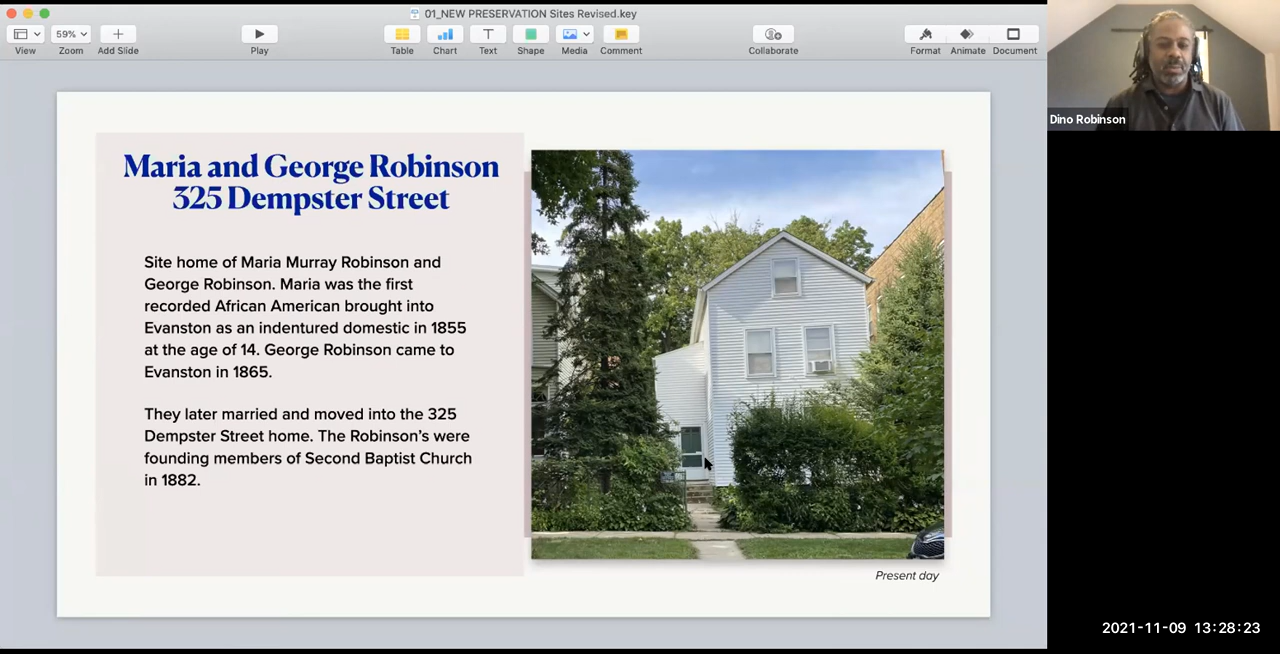 01_NEW PRESERVATION Sites Revised.key
59%
View
Zoom
Add Slide
Play
Table
Chart
Text
Shape
Media
Comment
Collaborate
Format
Animate
Document
Maria and George Robinson
325 Dempster Street
Site home of Maria Murray Robinson and
George Robinson. Maria was the first
recorded African American brought into
Evanston as an indentured domestic in 1855
at the age of 14. George Robinson came to
Evanston in 1865.
They later married and moved into the 325
Dempster Street home. The Robinson's were
founding members of Second Baptist Church
in 1882.
Present day
Dino Robinson
2021-11-09 13:28:23